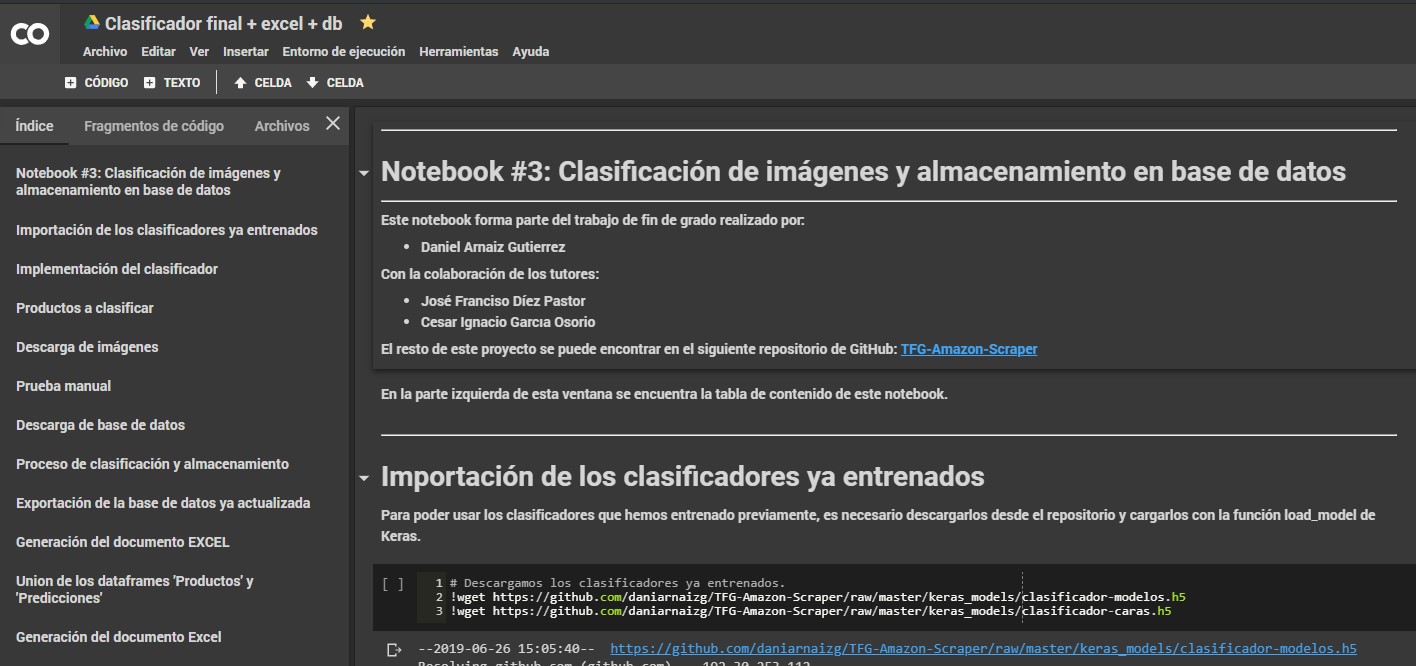 CO
Clasificador final + excel + db
Archivo Editar Ver Insertar Entorno de ejecución Herramientas Ayuda
CÓDIGO TEXTO CELDA CELDA
Índice Fragmentos de código Archivos
Notebook #3: Clasificación de imágenes y
almacenamiento en base de datos
Importación de los clasificadores ya entrenados
Implementación del clasificador
Productos a clasificar
Descarga de imágenes
Prueba manual
Descarga de base de datos
Proceso de clasificación y almacenamiento
Exportación de la base de datos ya actualizada
Generación del documento EXCEL
Union de los dataframes 'Productos' y
'Predicciones'
Generación del documento Excel
Notebook #3: Clasificación de imágenes y almacenamiento en base de datos
Este notebook forma parte del trabajo de fin de grado realizado por:
• Daniel Arnaiz Gutierrez
Con la colaboración de los tutores:
• José Franciso Díez Pastor
• Cesar Ignacio Garcıa Osorio
El resto de este proyecto se puede encontrar en el siguiente repositorio de GitHub: TFG-Amazon-Scraper
En la parte izquierda de esta ventana se encuentra la tabla de contenido de este notebook.
Importación de los clasificadores ya entrenados
Para poder usar los clasificadores que hemos entrenado previamente, es necesario descargarlos desde el repositorio y cargarlos con la función load_model de
Keras.
[ ] 1 # Descargamos los clasificadores ya entrenados.
2 !wget https://github.com/daniarnaizg/TFG-Amazon-Scraper/raw/master/keras_models/clasificador-modelos.h5
3 !wget https://github.com/daniarnaizg/TFG-Amazon-Scraper/raw/master/keras_models/clasificador-caras.h5
--2019-06-26 15:05:40-- https://github.com/daniarnaizg/TFG-Amazon-Scraper/raw/master/keras_models/clasificador-modelos.h5
Resolving github.com (github.com)... 192.30.253.112